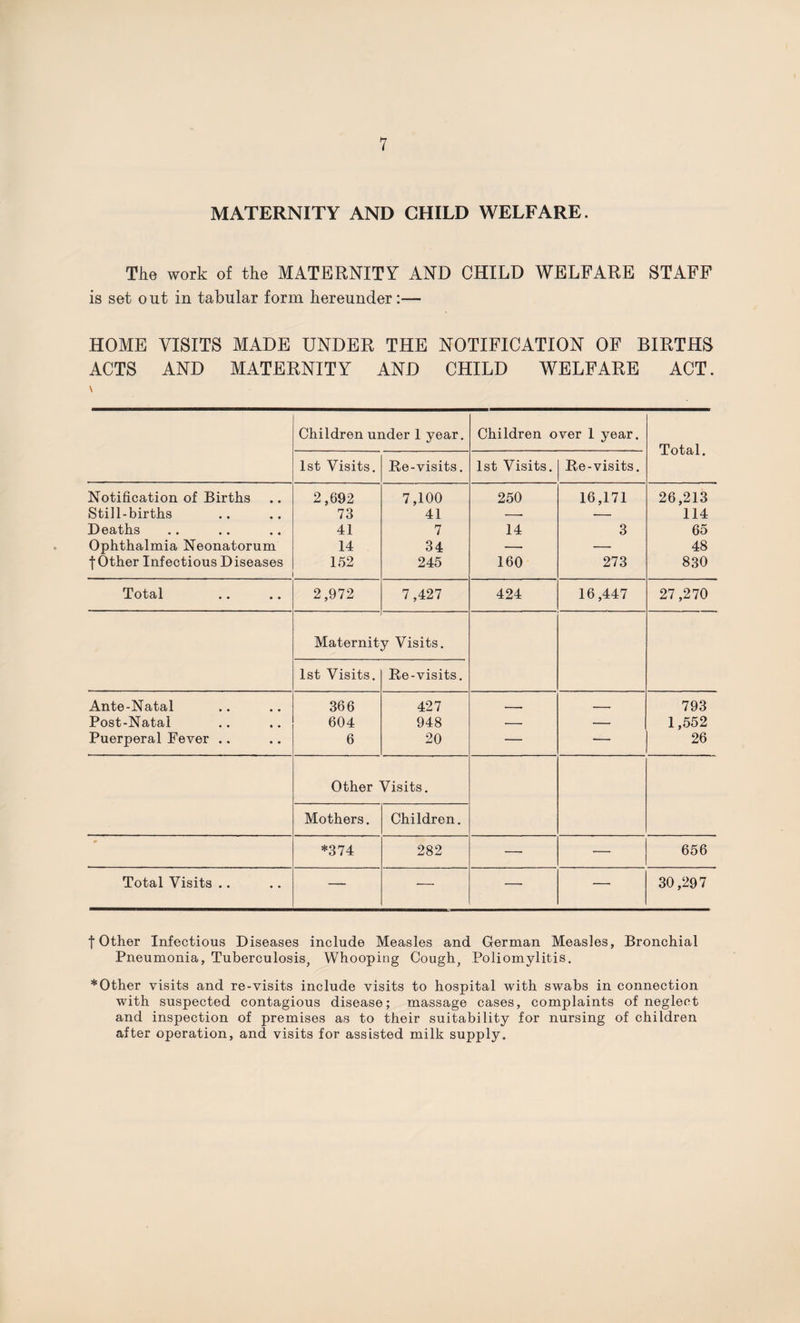 7
MATERNITY AND CHILD WELFARE.
The work of the MATERNITY AND CHILD WELFARE STAFF
is set out in tabular form hereunder:—
HOME VISITS MADE UNDER THE NOTIFICATION OF BIRTHS
ACTS AND MATERNITY AND CHILD WELFARE ACT.
Children under 1 year. Children over 1 year. Total.
1st Visits. Re-visits. 1st Visits. Re-visits.
Notification of Births .. 2,692 7,100 250 16,171 26,213
Still-births .. .. 73 41 — — 114
Deaths .. .. .. 41 7 14 3 65
Ophthalmia Neonatorum 14 34 — — 48
†Other Infectious Diseases 152 245 160 273 830
Total .. .. 2,972 7,427 424 16,447 27,270
Maternity Visits.
1st Visits. Re-visits.
Ante-Natal .. .. 366 427 — — 793
Post-Natal .. .. 604 948 — — 1,552
Puerperal Fever .. .. 6 20 — — 26
Other Visits.
Mothers. Children.
*374 282 — — 656
Total Visits .. .. — — — — 30,297
†Other Infectious Diseases include Measles and German Measles, Bronchial
Pneumonia, Tuberculosis, Whooping Cough, Poliomylitis.
*Other visits and re-visits include visits to hospital with swabs in connection
with suspected contagious disease; massage cases, complaints of neglect
and inspection of premises as to their suitability for nursing of children
after operation, and visits for assisted milk supply.